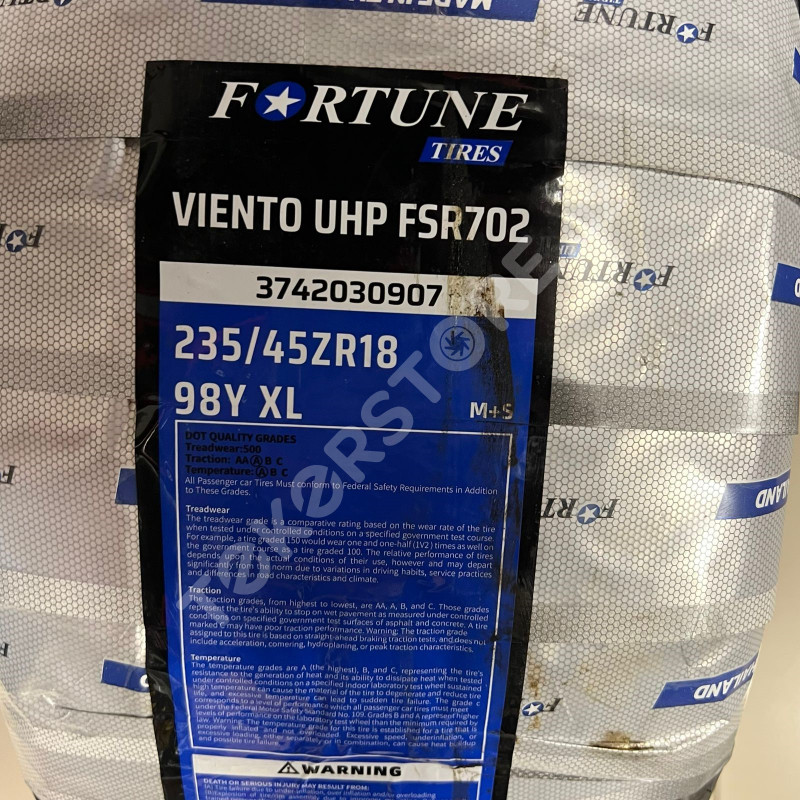 MADE IN
FORTUNE
TIRES
FORTUNE
TIRES
VIENTO UHP FSR702
3742030907
235/45ZR18
98Y XL
M+S
DOT QUALITY GRADES
Treadwear:500
Traction: AA A B C
Temperature: A B C
All Passenger car Tires Must conform to Federal Safety Requirements in Addition
to These Grades.
Treadwear
The treadwear grade is a comparative rating based on the wear rate of the tire
when tested under controlled conditions on a specified government test course.
For example, a tire graded 150 would wear one and one-half (1V2) times as well on
the government course as a tire graded 100. The relative performance of tires
depends upon the actual conditions of their use, however and may depart
significantly from the norm due to variations in driving habits, service practices
and differences in road characteristics and climate.
Traction
The traction grades, from highest to lowest, are AA, A, B, and C. Those grades
represent the tire's ability to stop on wet pavement as measured under controlled
conditions on specified government test surfaces of asphalt and concrete. A tire
marked C may have poor traction performance. Warning: The traction grade
assigned to this tire is based on straight-ahead braking traction tests, and does not
include acceleration, comering, hydroplaning, or peak traction characteristics.
Temperature
The temperature grades are A (the highest), B, and C, representing the tire's
resistance to the generation of heat and its ability to dissipate heat when tested
under controlled conditions on a specified indoor laboratory test wheel sustained
high temperature can cause the material of the tire to degenerate and reduce tire
life, and excessive temperature can lead to sudden tire failure. The grade c
corresponds to a level of performance which all passenger car tires must meet
under the Federal Motor Safety Standard No. 109. Grades B and A represent higher
levels of performance on the laboratory test wheel than the minimum required by
law. Warning: The temperature grade for this tire is established for a tire that is
properly inflated and not overloaded. Excessive speed, underinflation, or
excessive loading, either separately or in combination, can cause heat buildup
and possible tire failure.
WARNING
DEATH OR SERIOUS INJURY MAY RESULT FROM:
FORTUNE
TIRES
THAILAND
THAILAND
TOKERSTORES